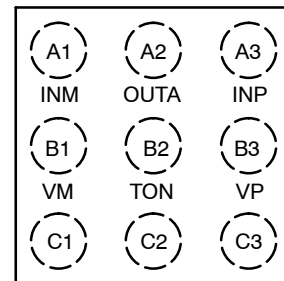 A1 A2 A3
INM OUTA INP
B1 B2 B3
VM TON VP
C1 C2 C3